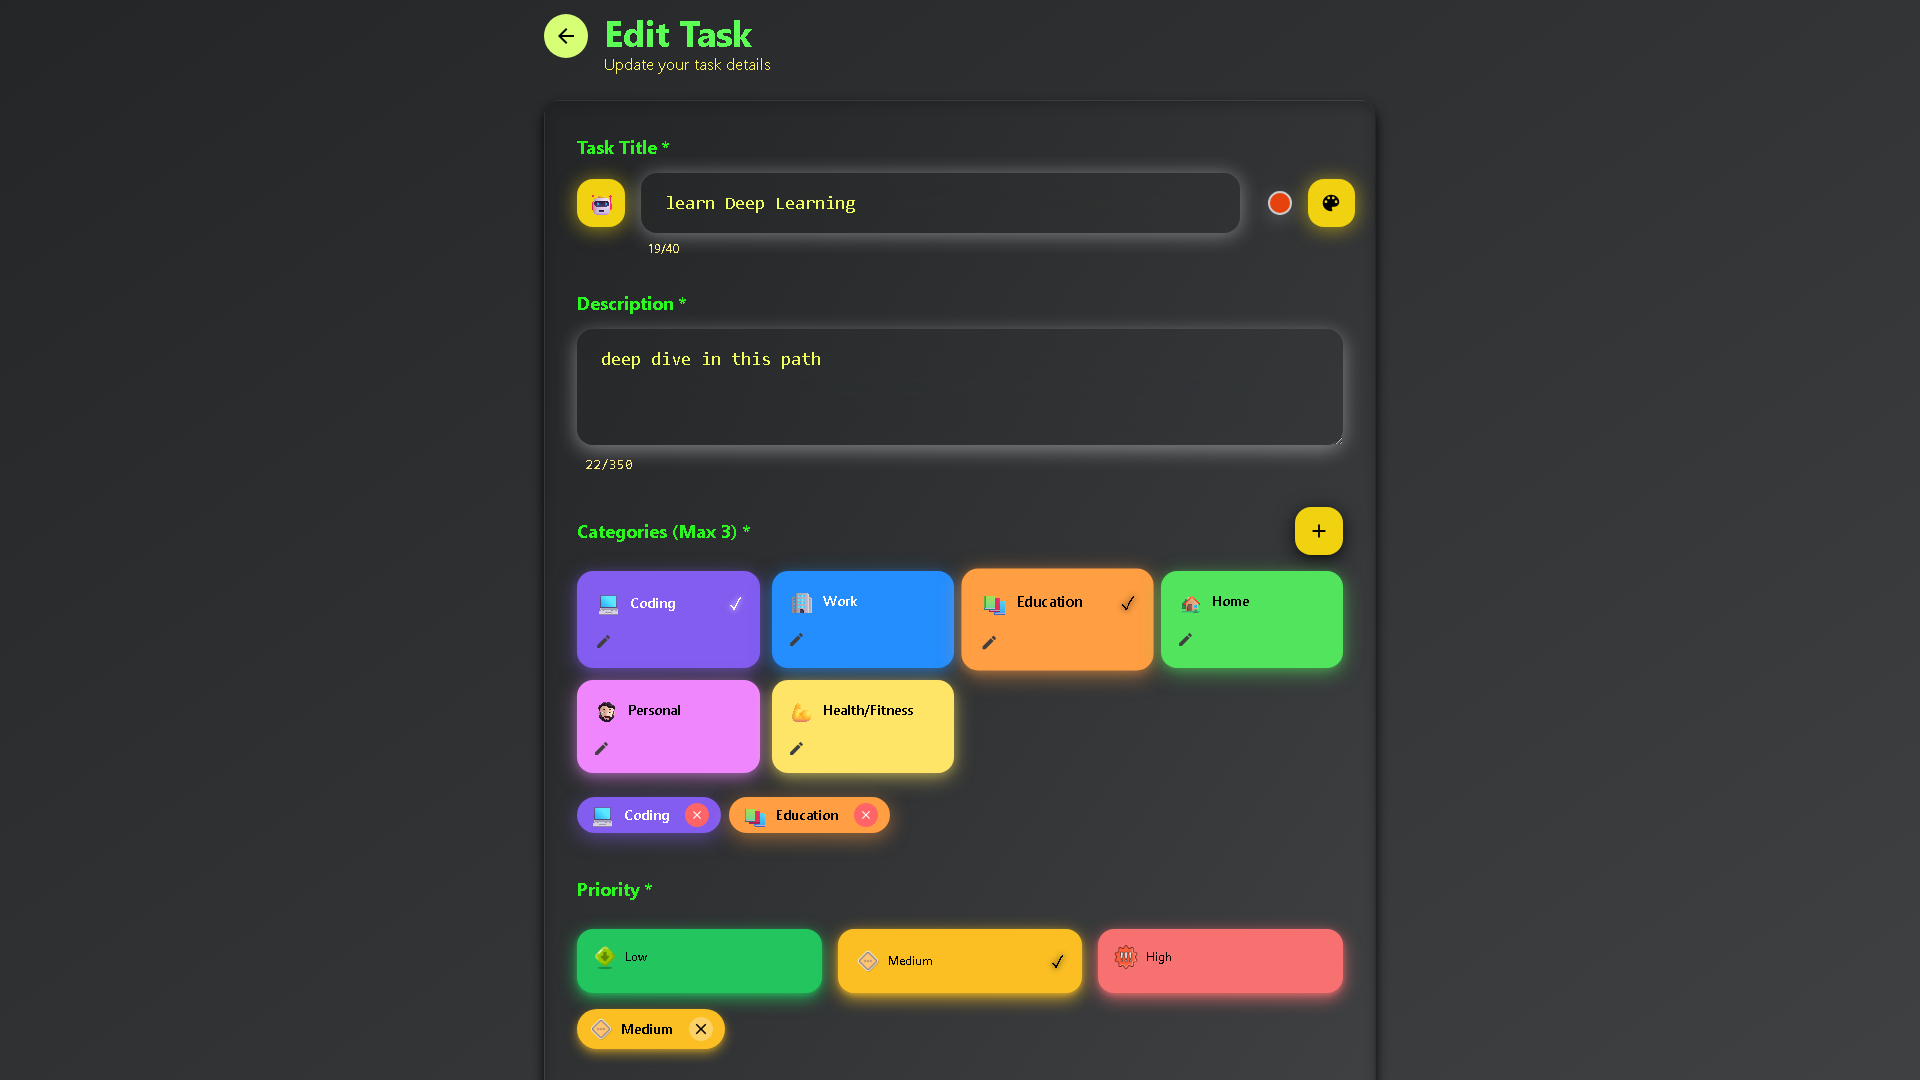 Edit Task
Update your task details
Task Title *
learn Deep Learning
19/40
Description *
deep dive in this path
22/350
Categories (Max 3) *
Coding ✓
Work
Education ✓
Home
Personal
Health/Fitness
Coding ×
Education ×
Priority *
Low
Medium ✓
High
Medium ×